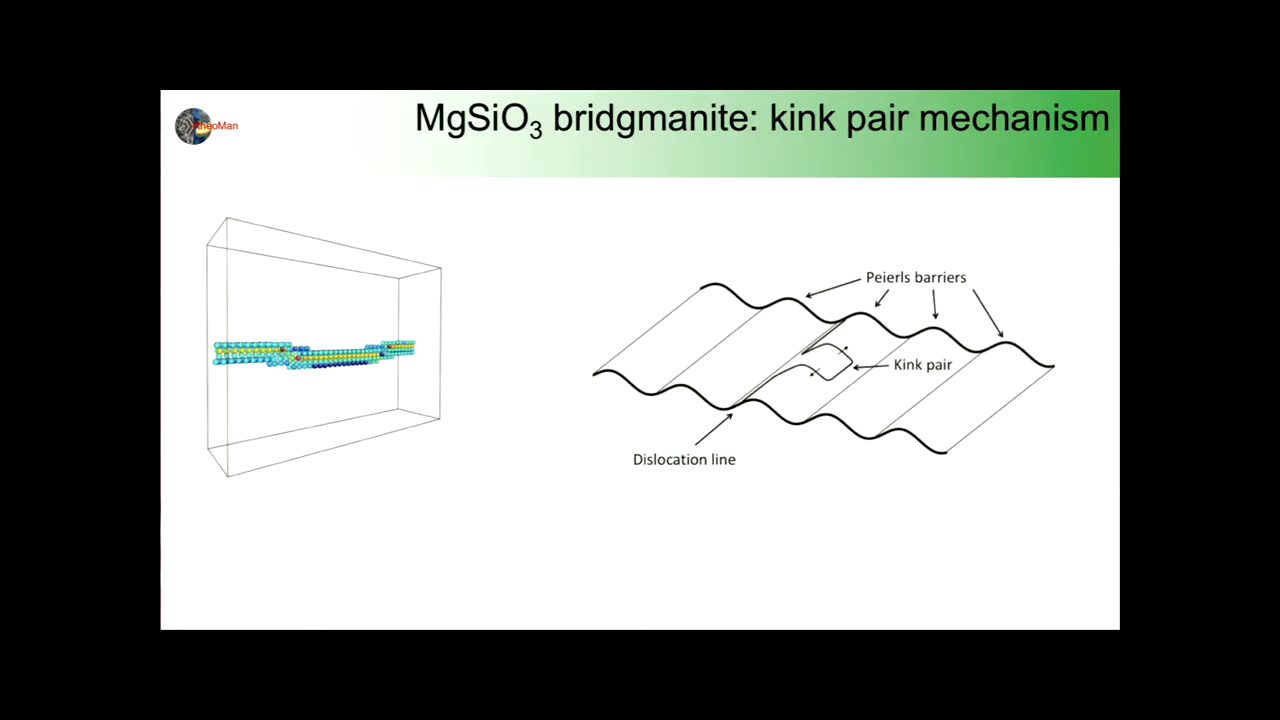 RheoMan
MgSiO₃ bridgmanite: kink pair mechanism
Peierls barriers
Kink pair
Dislocation line